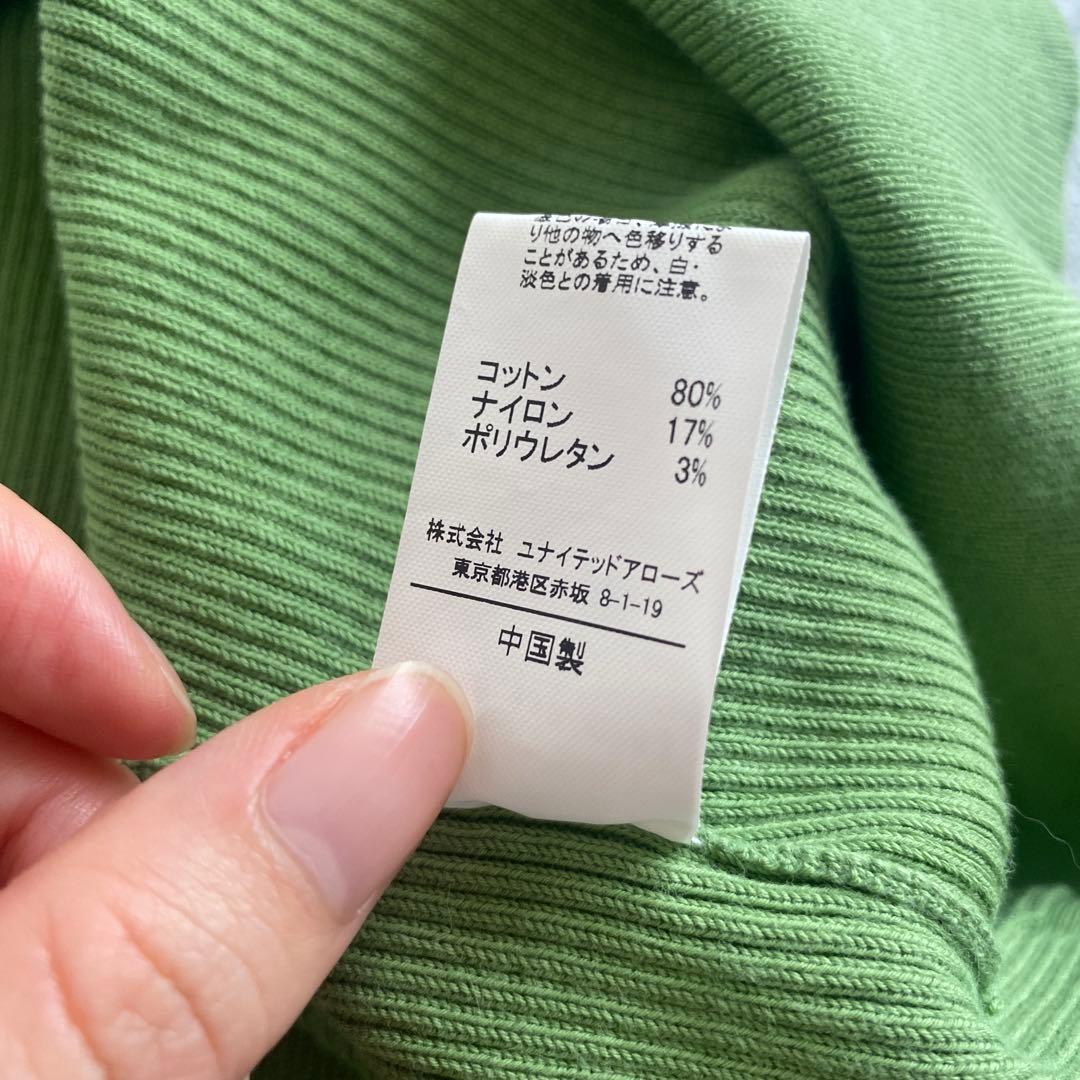 り他の物へ色移りする
ことがあるため、白・
淡色との着用に注意。
コットン 80%
ナイロン 17%
ポリウレタン 3%
株式会社 ユナイテッドアローズ
東京都港区赤坂 8-1-19
中国製